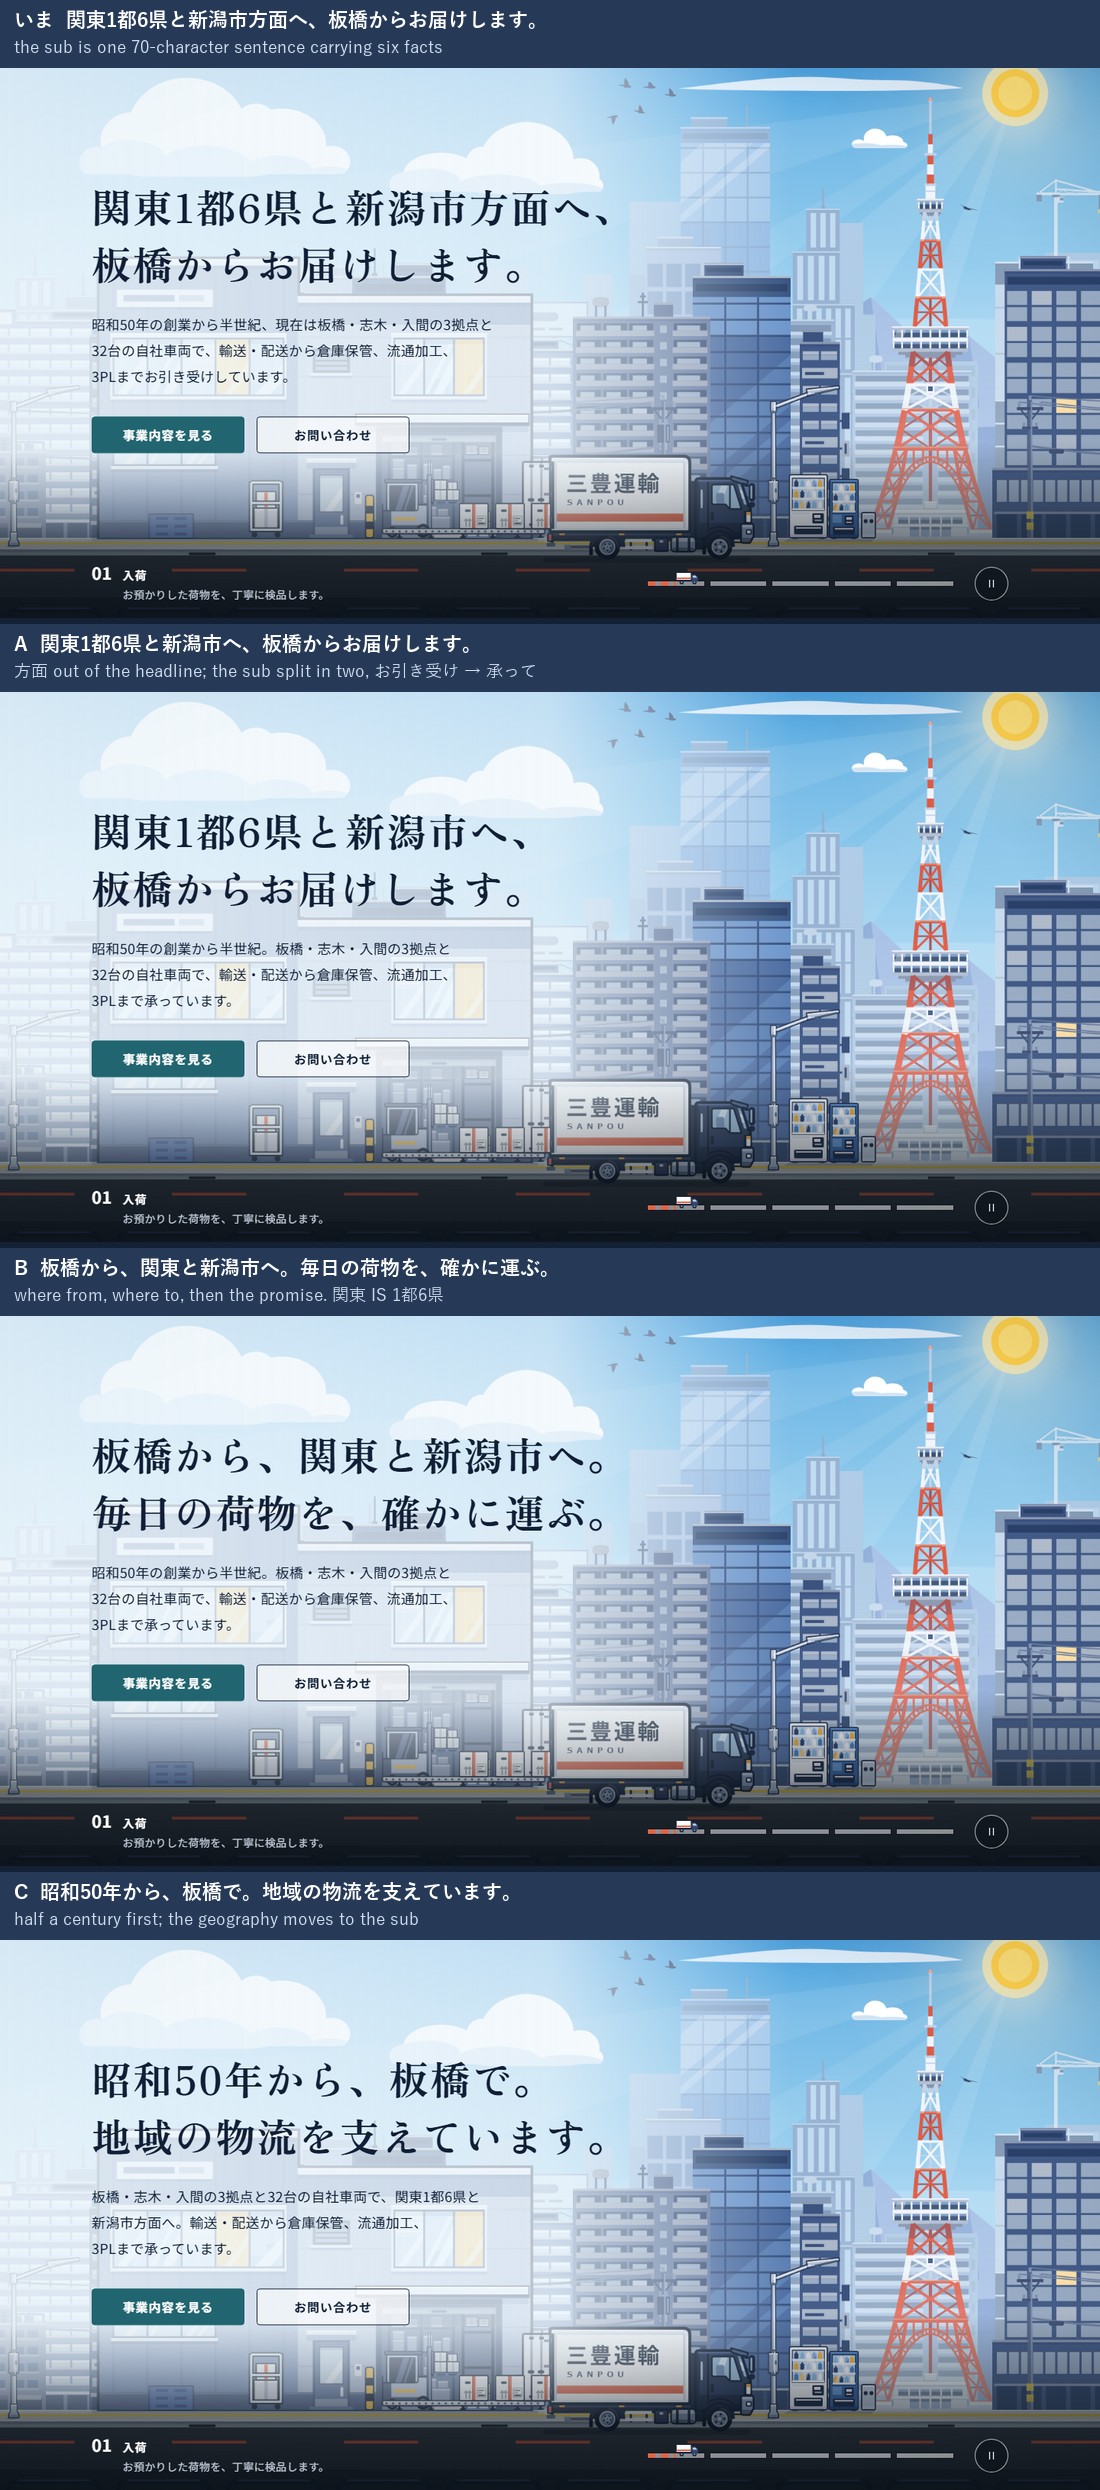 いま 関東1都6県と新潟市方面へ、板橋からお届けします。
the sub is one 70-character sentence carrying six facts
関東1都6県と新潟市方面へ、
板橋からお届けします。
昭和50年の創業から半世紀、現在は板橋・志木・入間の3拠点と
32台の自社車両で、輸送・配送から倉庫保管、流通加工、
3PLまでお引き受けしています。
事業内容を見る お問い合わせ
三豊運輸
SANPOU
01 入荷
お預かりした荷物を、丁寧に検品します。
A 関東1都6県と新潟市へ、板橋からお届けします。
方面 out of the headline; the sub split in two, お引き受け → 承って
関東1都6県と新潟市へ、
板橋からお届けします。
昭和50年の創業から半世紀。板橋・志木・入間の3拠点と
32台の自社車両で、輸送・配送から倉庫保管、流通加工、
3PLまで承っています。
事業内容を見る お問い合わせ
三豊運輸
SANPOU
01 入荷
お預かりした荷物を、丁寧に検品します。
B 板橋から、関東と新潟市へ。毎日の荷物を、確かに運ぶ。
where from, where to, then the promise. 関東 IS 1都6県
板橋から、関東と新潟市へ。
毎日の荷物を、確かに運ぶ。
昭和50年の創業から半世紀。板橋・志木・入間の3拠点と
32台の自社車両で、輸送・配送から倉庫保管、流通加工、
3PLまで承っています。
事業内容を見る お問い合わせ
三豊運輸
SANPOU
01 入荷
お預かりした荷物を、丁寧に検品します。
C 昭和50年から、板橋で。地域の物流を支えています。
half a century first; the geography moves to the sub
昭和50年から、板橋で。
地域の物流を支えています。
板橋・志木・入間の3拠点と32台の自社車両で、関東1都6県と
新潟市方面へ。輸送・配送から倉庫保管、流通加工、
3PLまで承っています。
事業内容を見る お問い合わせ
三豊運輸
SANPOU
01 入荷
お預かりした荷物を、丁寧に検品します。